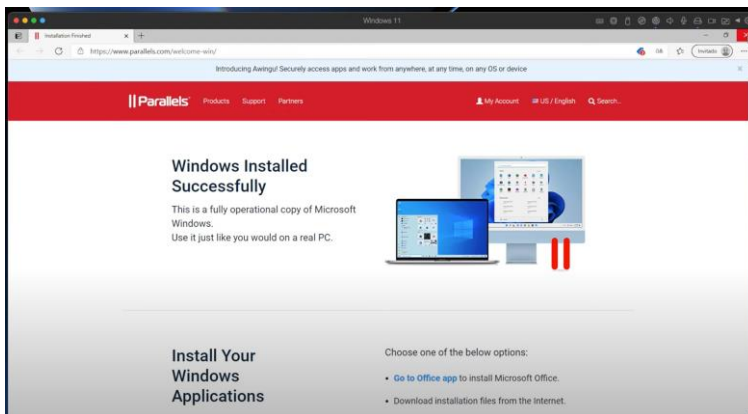 Windows 11
Installation Finished
https://www.parallels.com/welcome-win/
Invitado
Introducing Awingu! Securely access apps and work from anywhere, at any time, on any OS or device
Parallels Products Support Partners My Account US / English Search...
Windows Installed
Successfully
This is a fully operational copy of Microsoft
Windows.
Use it just like you would on a real PC.
Install Your
Windows
Applications
Choose one of the below options:
• Go to Office app to install Microsoft Office.
• Download installation files from the Internet.